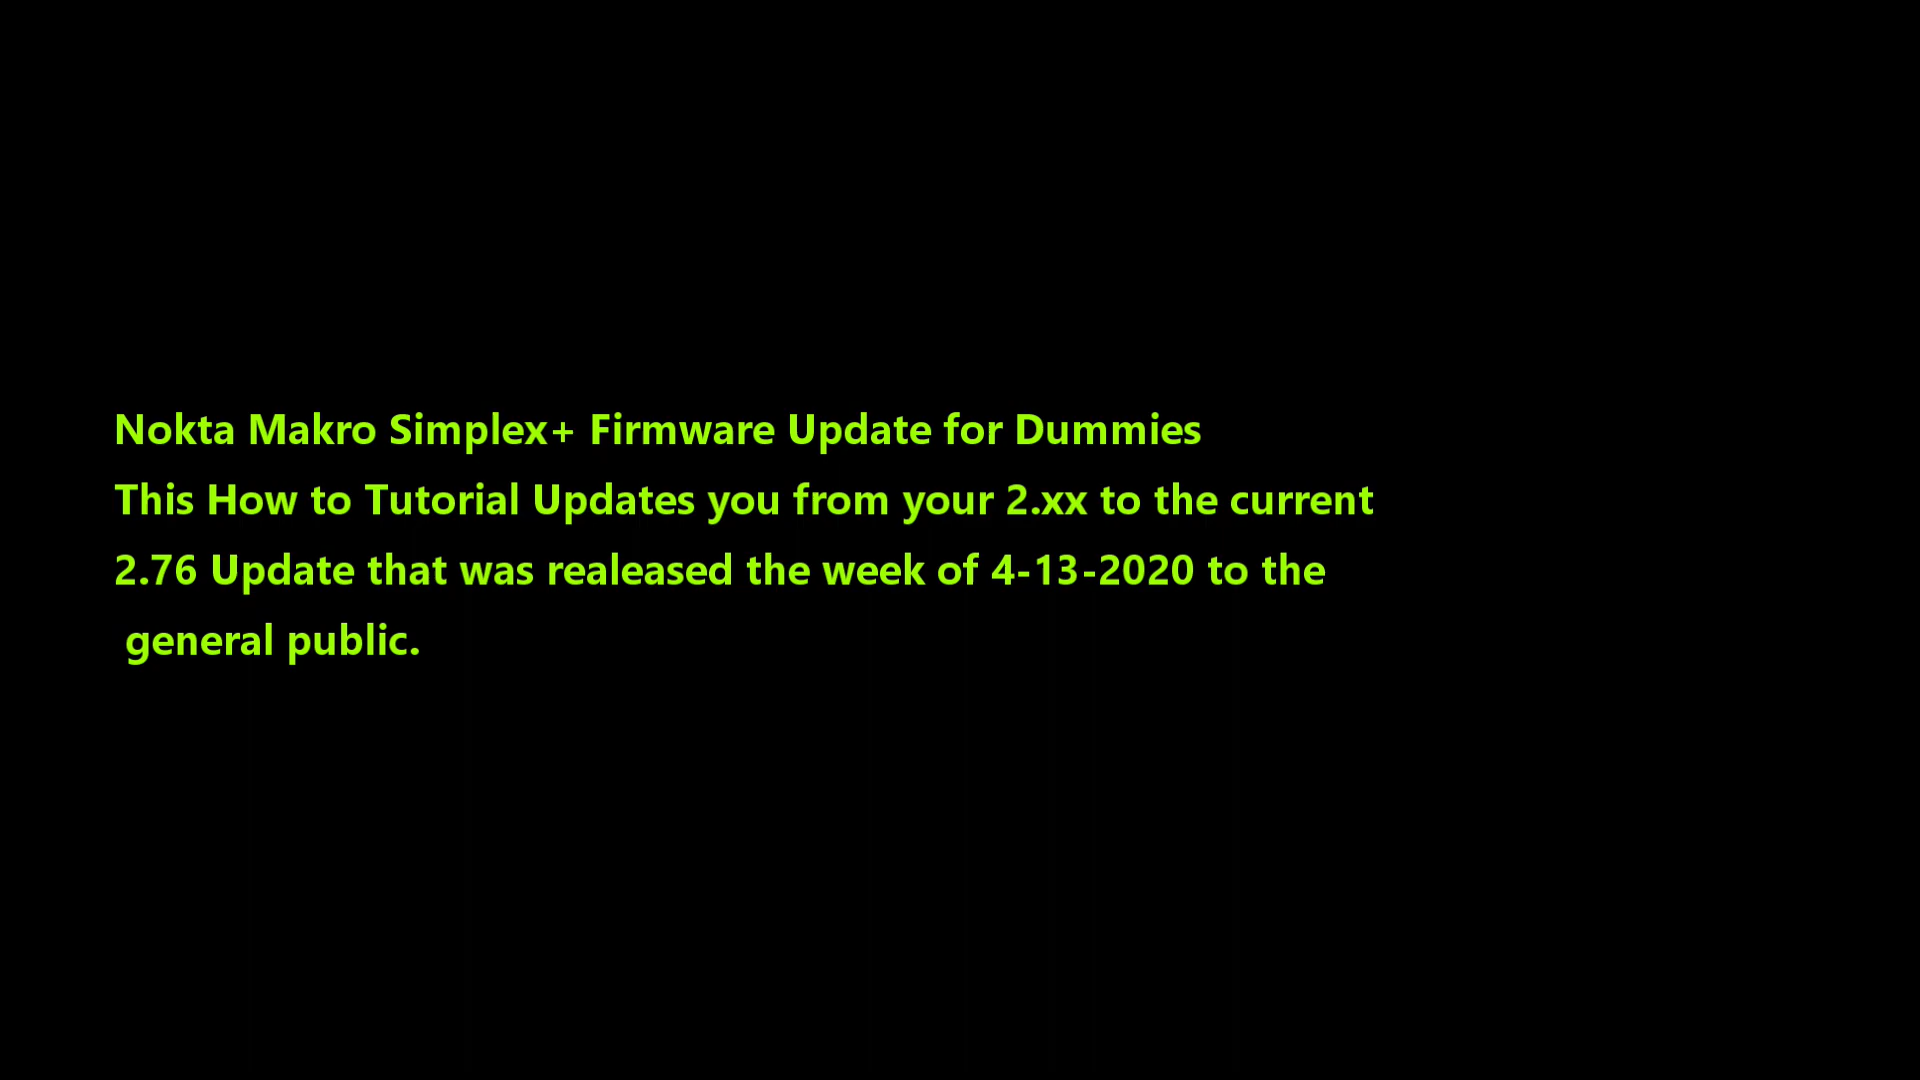 Nokta Makro Simplex+ Firmware Update for Dummies
This How to Tutorial Updates you from your 2.xx to the current
2.76 Update that was realeased the week of 4-13-2020 to the
general public.